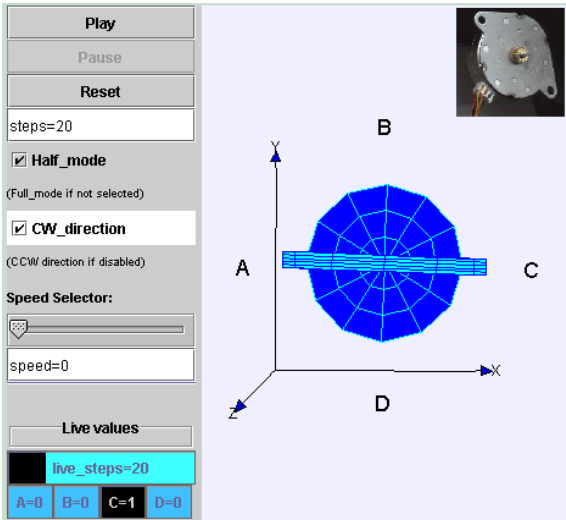 Play
Pause
Reset
steps=20
Half_mode
(Full_mode if not selected)
CW_direction
(CCW direction if disabled)
Speed Selector:
speed=0
Live values
live_steps=20
A=0 B=0 C=1 D=0
B
Y
A
C
X
D
Z